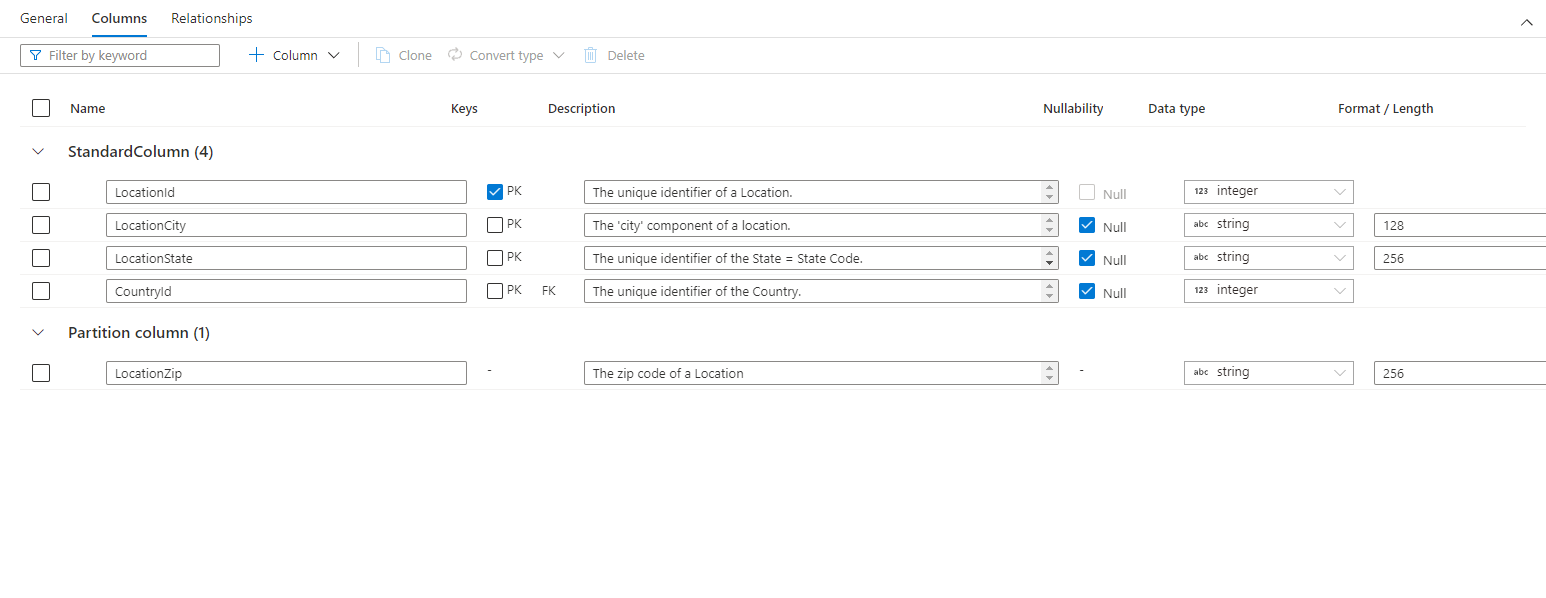 General Columns Relationships
Filter by keyword + Column Clone Convert type Delete
Name Keys Description Nullability Data type Format / Length
StandardColumn (4)
LocationId PK The unique identifier of a Location. Null 123 integer
LocationCity PK The 'city' component of a location. Null abc string 128
LocationState PK The unique identifier of the State = State Code. Null abc string 256
CountryId PK FK The unique identifier of the Country. Null 123 integer
Partition column (1)
LocationZip - The zip code of a Location - abc string 256